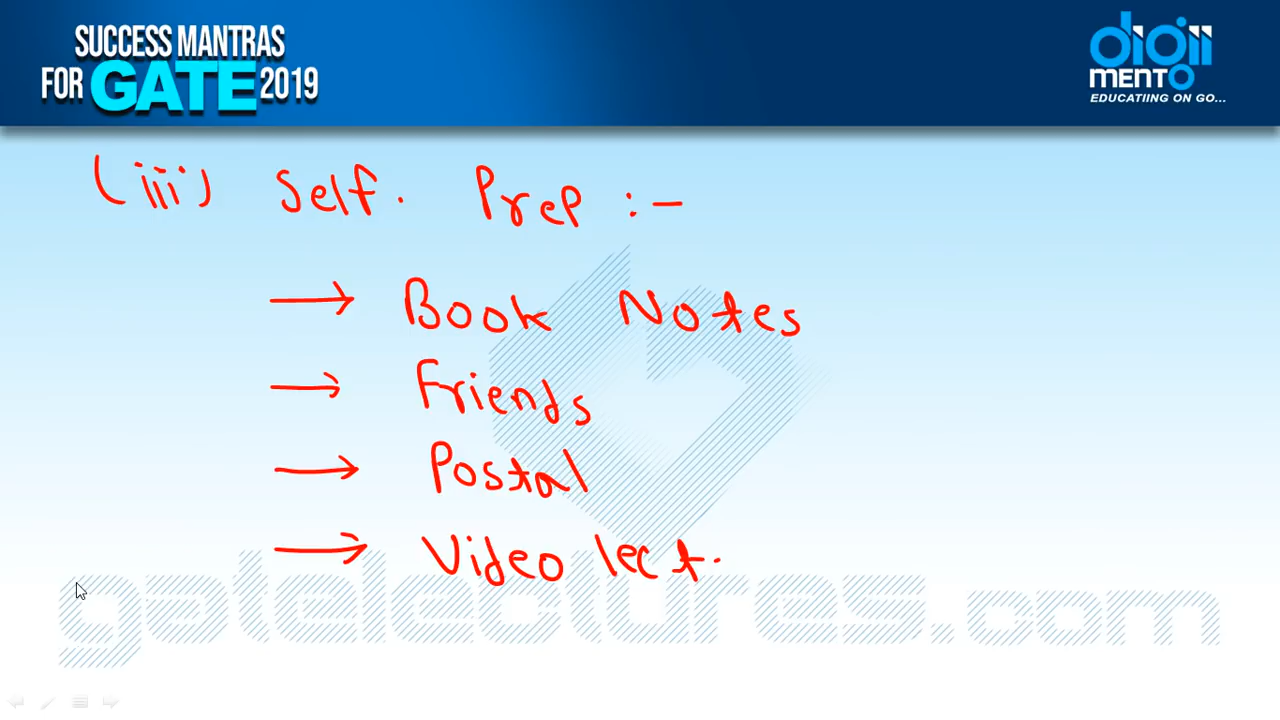 SUCCESS MANTRAS
FOR GATE 2019
digii
MENTO
EDUCATIING ON GO...
(iii) Self. Prep :-
→ Book Notes
→ Friends
→ Postal
→ Video lect.
gatelectures.com